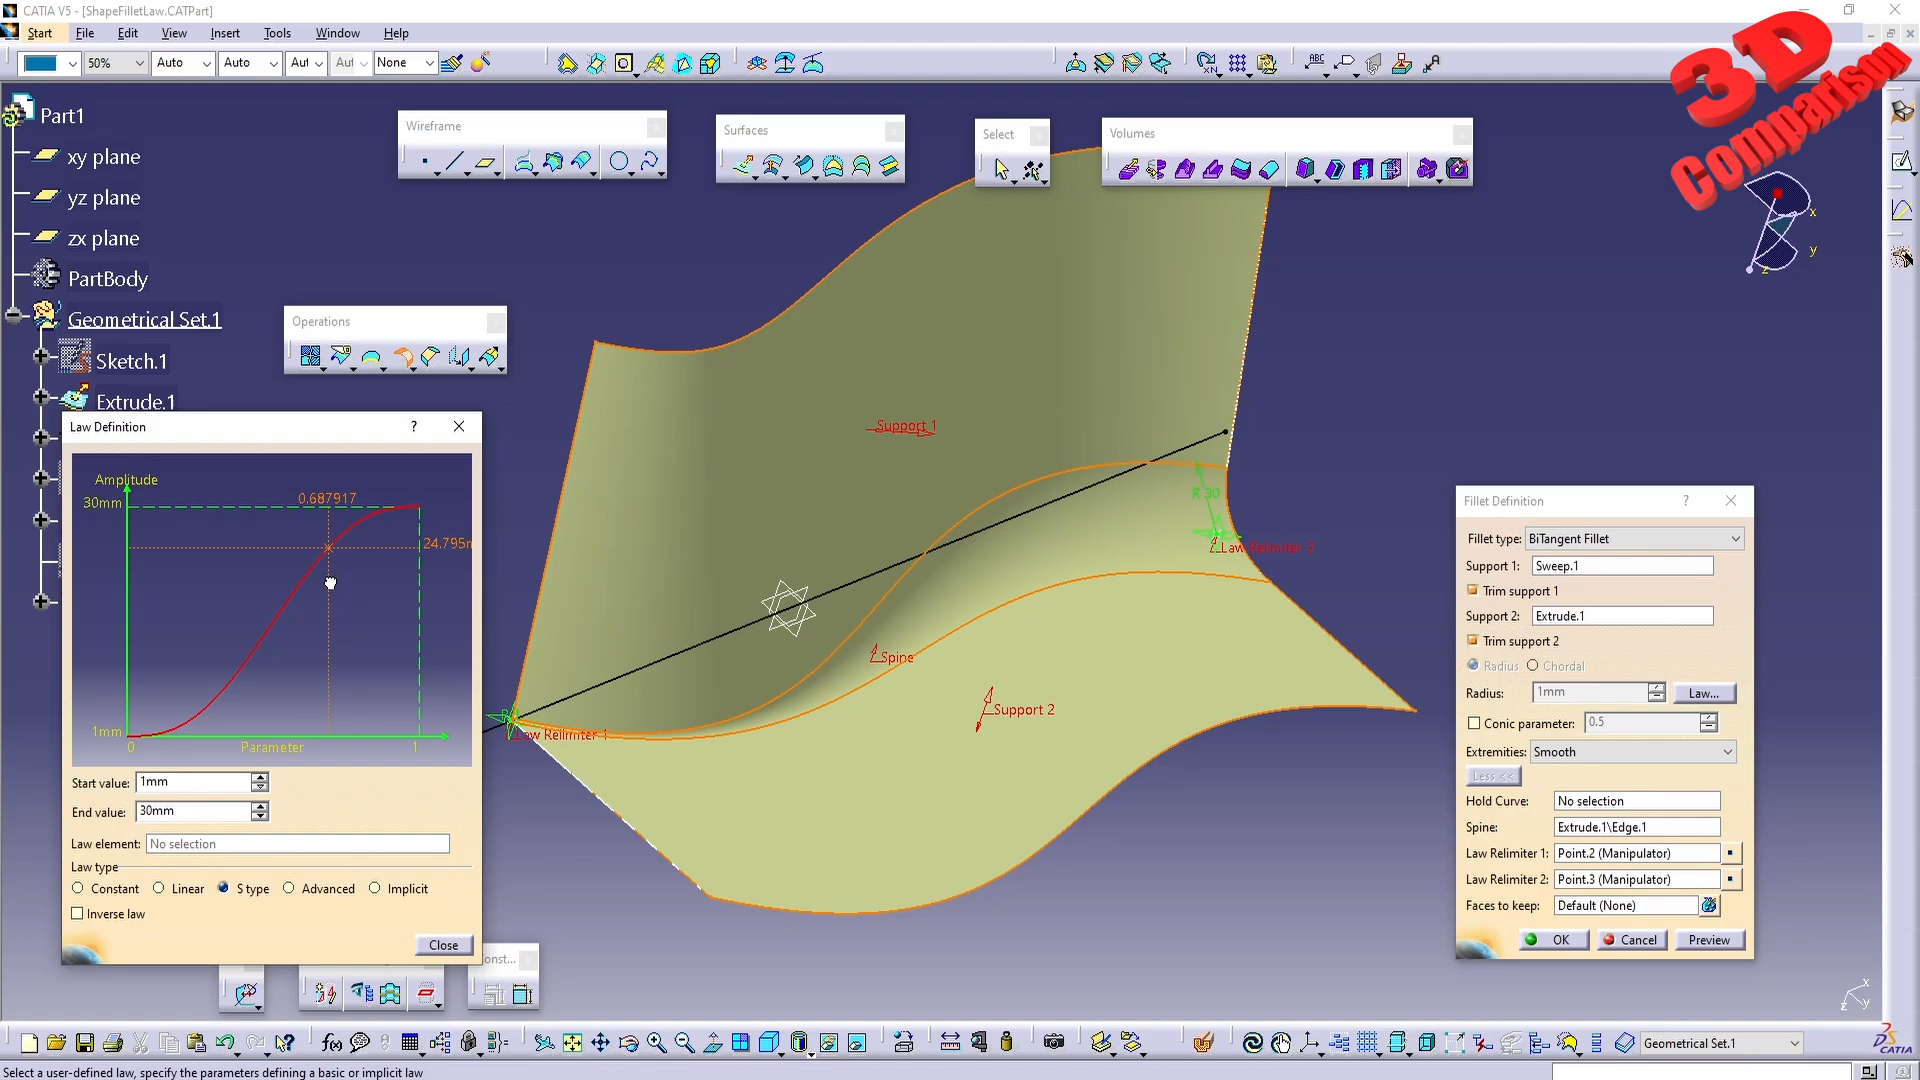 CATIA V5 - [ShapeFilletLaw.CATPart]
Start File Edit View Insert Tools Window Help
50% Auto Auto Aut Aut None
3D
Comparison
Part1
xy plane
yz plane
zx plane
PartBody
Geometrical Set.1
Sketch.1
Extrude.1
Wireframe
Surfaces
Select
Volumes
Operations
x
y
z
Support 1
R 30
Law Relimiter 2
Spine
Support 2
Law Relimiter 1
Law Definition ?
Amplitude
30mm
0.687917
24.795m
1mm
0 Parameter 1
Start value: 1mm
End value: 30mm
Law element: No selection
Law type
Constant Linear S type Advanced Implicit
Inverse law
Close
onst...
Fillet Definition ?
Fillet type: BiTangent Fillet
Support 1: Sweep.1
Trim support 1
Support 2: Extrude.1
Trim support 2
Radius Chordal
Radius: 1mm Law...
Conic parameter: 0.5
Extremities: Smooth
Less <<
Hold Curve: No selection
Spine: Extrude.1\Edge.1
Law Relimiter 1: Point.2 (Manipulator)
Law Relimiter 2: Point.3 (Manipulator)
Faces to keep: Default (None)
OK Cancel Preview
x
y
z
Geometrical Set.1
CATIA
Select a user-defined law, specify the parameters defining a basic or implicit law